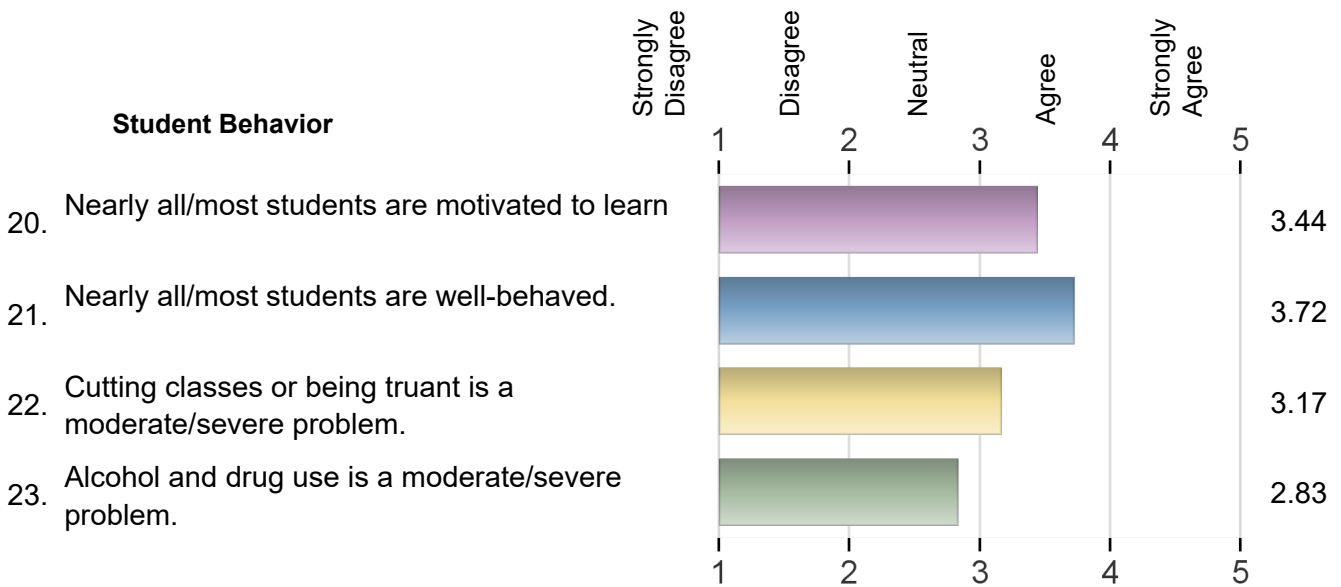 Strongly
Disagree
Disagree
Neutral
Agree
Strongly
Agree
Student Behavior
1 2 3 4 5
20. Nearly all/most students are motivated to learn 3.44
21. Nearly all/most students are well-behaved. 3.72
22. Cutting classes or being truant is a
moderate/severe problem. 3.17
23. Alcohol and drug use is a moderate/severe
problem. 2.83
1 2 3 4 5